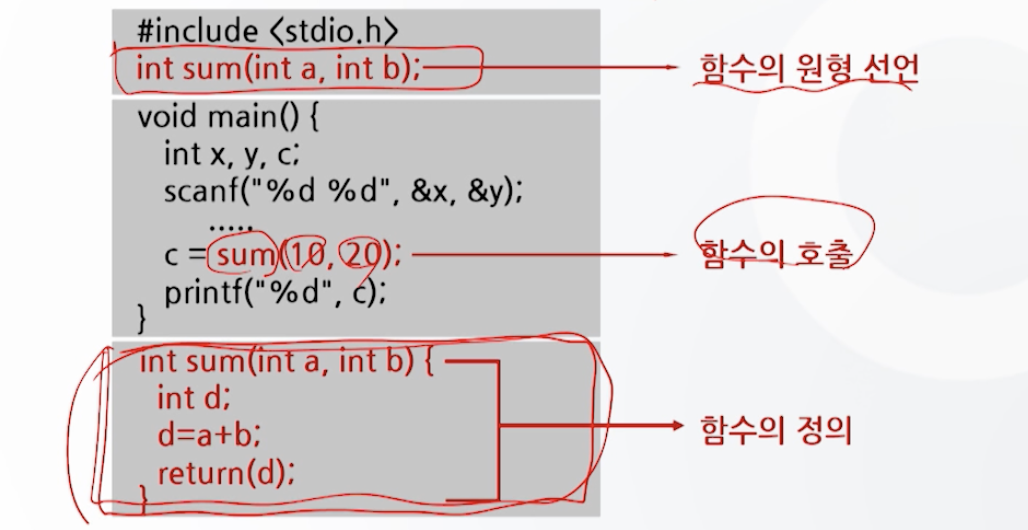 #include <stdio.h>
int sum(int a, int b);
함수의 원형 선언
void main() {
int x, y, c;
scanf("%d %d", &x, &y);
.....
c = sum(10, 20);
함수의 호출
printf("%d", c);
}
int sum(int a, int b) {
int d;
d=a+b;
함수의 정의
return(d);
}